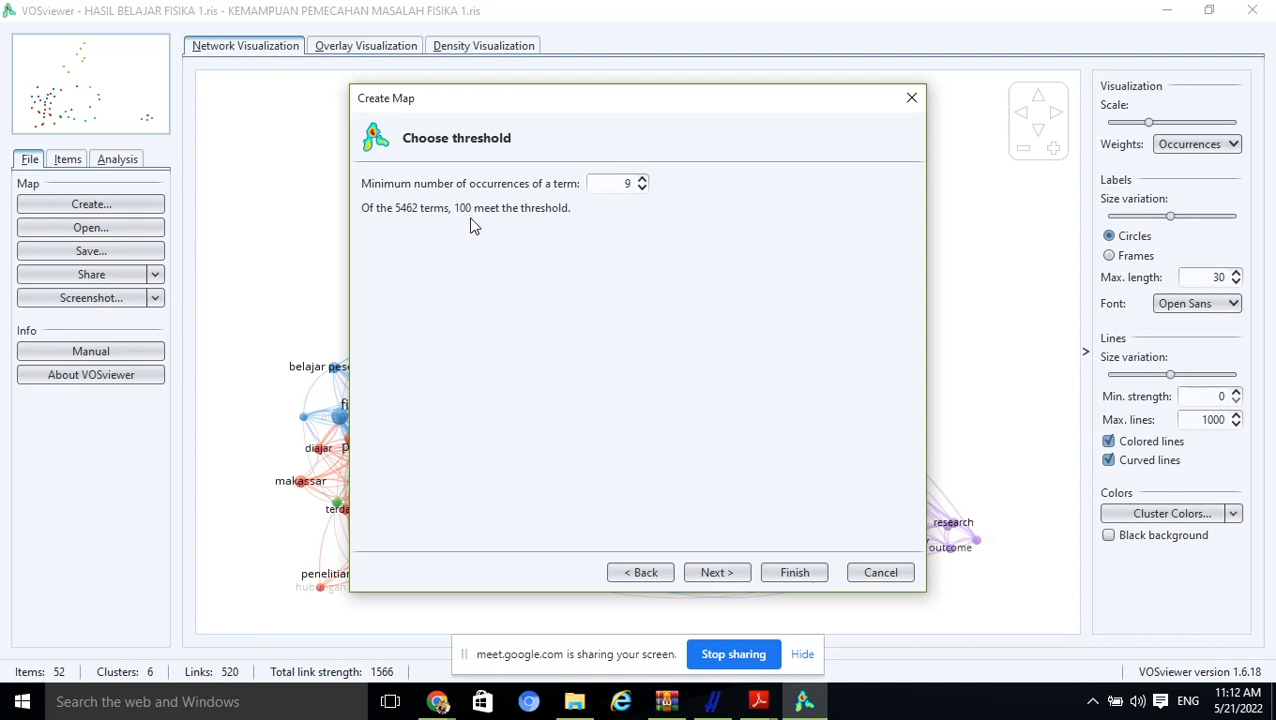 VOSviewer - HASIL BELAJAR FISIKA 1.ris - KEMAMPUAN PEMECAHAN MASALAH FISIKA 1.ris
Network Visualization
Overlay Visualization
Density Visualization
File
Items
Analysis
Map
Create...
Open...
Save...
Share
Screenshot...
Info
Manual
About VOSviewer
Create Map
Choose threshold
Minimum number of occurrences of a term: 9
Of the 5462 terms, 100 meet the threshold.
< Back
Next >
Finish
Cancel
belajar pese
fi
diajar
p
makassar
terda
penelitian
hubungan
research
outcome
Visualization
Scale:
Weights: Occurrences
Labels
Size variation:
Circles
Frames
Max. length: 30
Font: Open Sans
Lines
Size variation:
Min. strength: 0
Max. lines: 1000
Colored lines
Curved lines
Colors
Cluster Colors...
Black background
meet.google.com is sharing your screen.
Stop sharing
Hide
Items: 52 Clusters: 6 Links: 520 Total link strength: 1566
VOSviewer version 1.6.18
Search the web and Windows
ENG
11:12 AM
5/21/2022